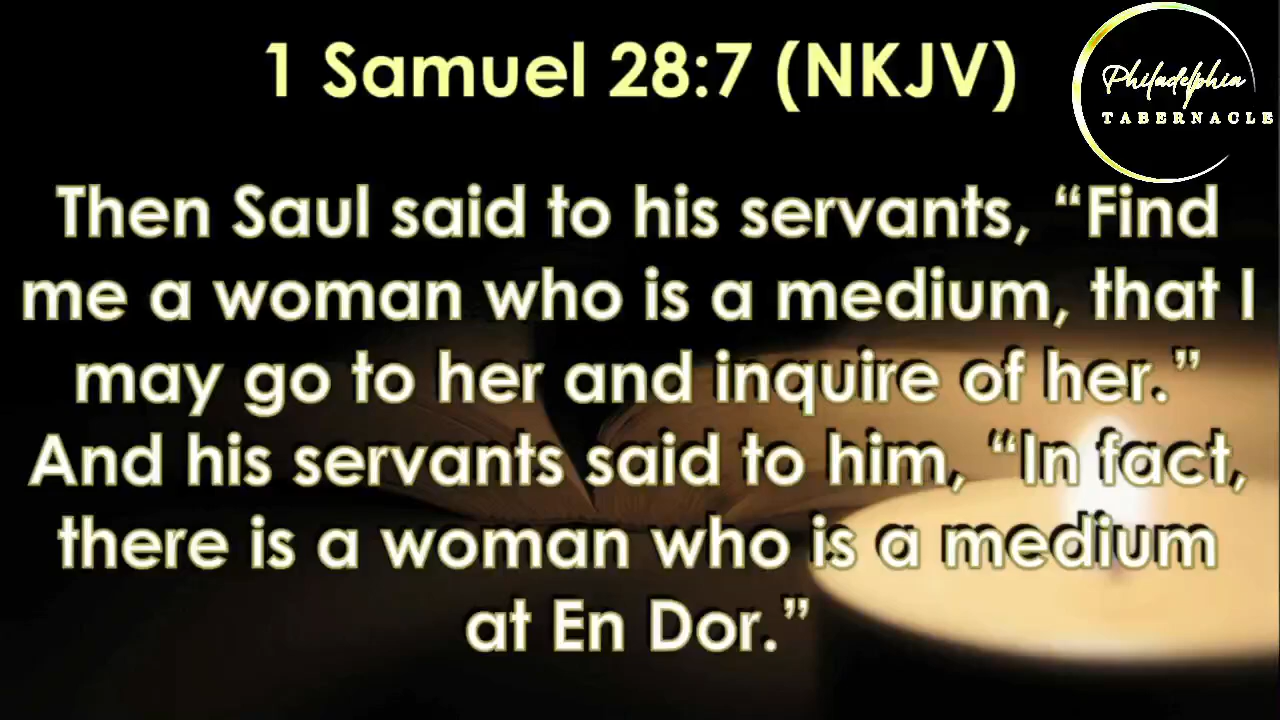 1 Samuel 28:7 (NKJV)
Philadelphia
TABERNACLE
Then Saul said to his servants, “Find
me a woman who is a medium, that I
may go to her and inquire of her.”
And his servants said to him, “In fact,
there is a woman who is a medium
at En Dor.”